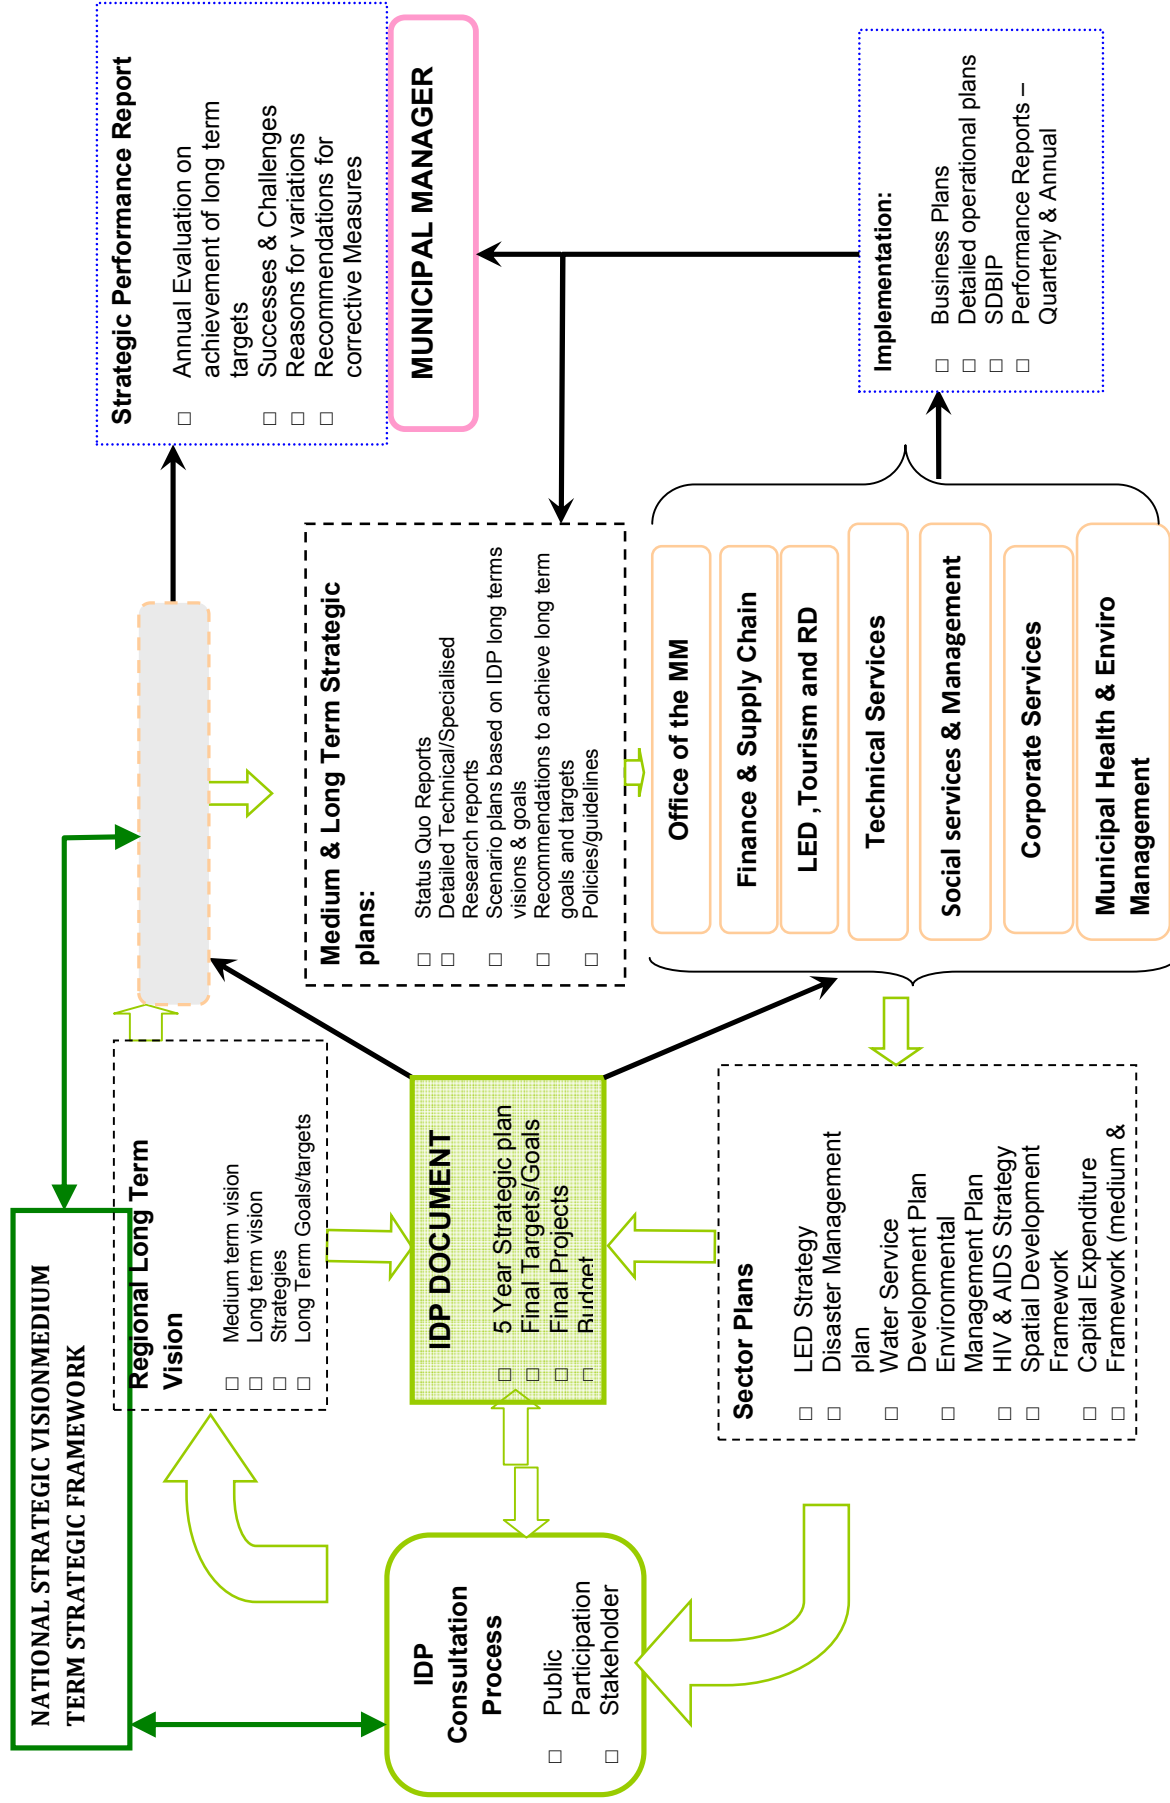 NATIONAL STRATEGIC VISIONMEDIUM
TERM STRATEGIC FRAMEWORK
Regional Long Term
Vision
□ Medium term vision
□ Long term vision
□ Strategies
□ Long Term Goals/targets
Strategic Performance Report
□ Annual Evaluation on
achievement of long term
targets
□ Successes & Challenges
□ Reasons for variations
□ Recommendations for
corrective Measures
MUNICIPAL MANAGER
Medium & Long Term Strategic
plans:
□ Status Quo Reports
□ Detailed Technical/Specialised
Research reports
□ Scenario plans based on IDP long terms
visions & goals
□ Recommendations to achieve long term
goals and targets
□ Policies/guidelines
IDP
Consultation
Process
□ Public
Participation
□ Stakeholder
IDP DOCUMENT
□ 5 Year Strategic plan
□ Final Targets/Goals
□ Final Projects
□ Budget
Office of the MM
Finance & Supply Chain
LED ,Tourism and RD
Technical Services
Social services & Management
Corporate Services
Municipal Health & Enviro
Management
Sector Plans
□ LED Strategy
□ Disaster Management
plan
□ Water Service
Development Plan
□ Environmental
Management Plan
□ HIV & AIDS Strategy
□ Spatial Development
Framework
□ Capital Expenditure
□ Framework (medium &
Implementation:
□ Business Plans
□ Detailed operational plans
□ SDBIP
□ Performance Reports –
Quarterly & Annual